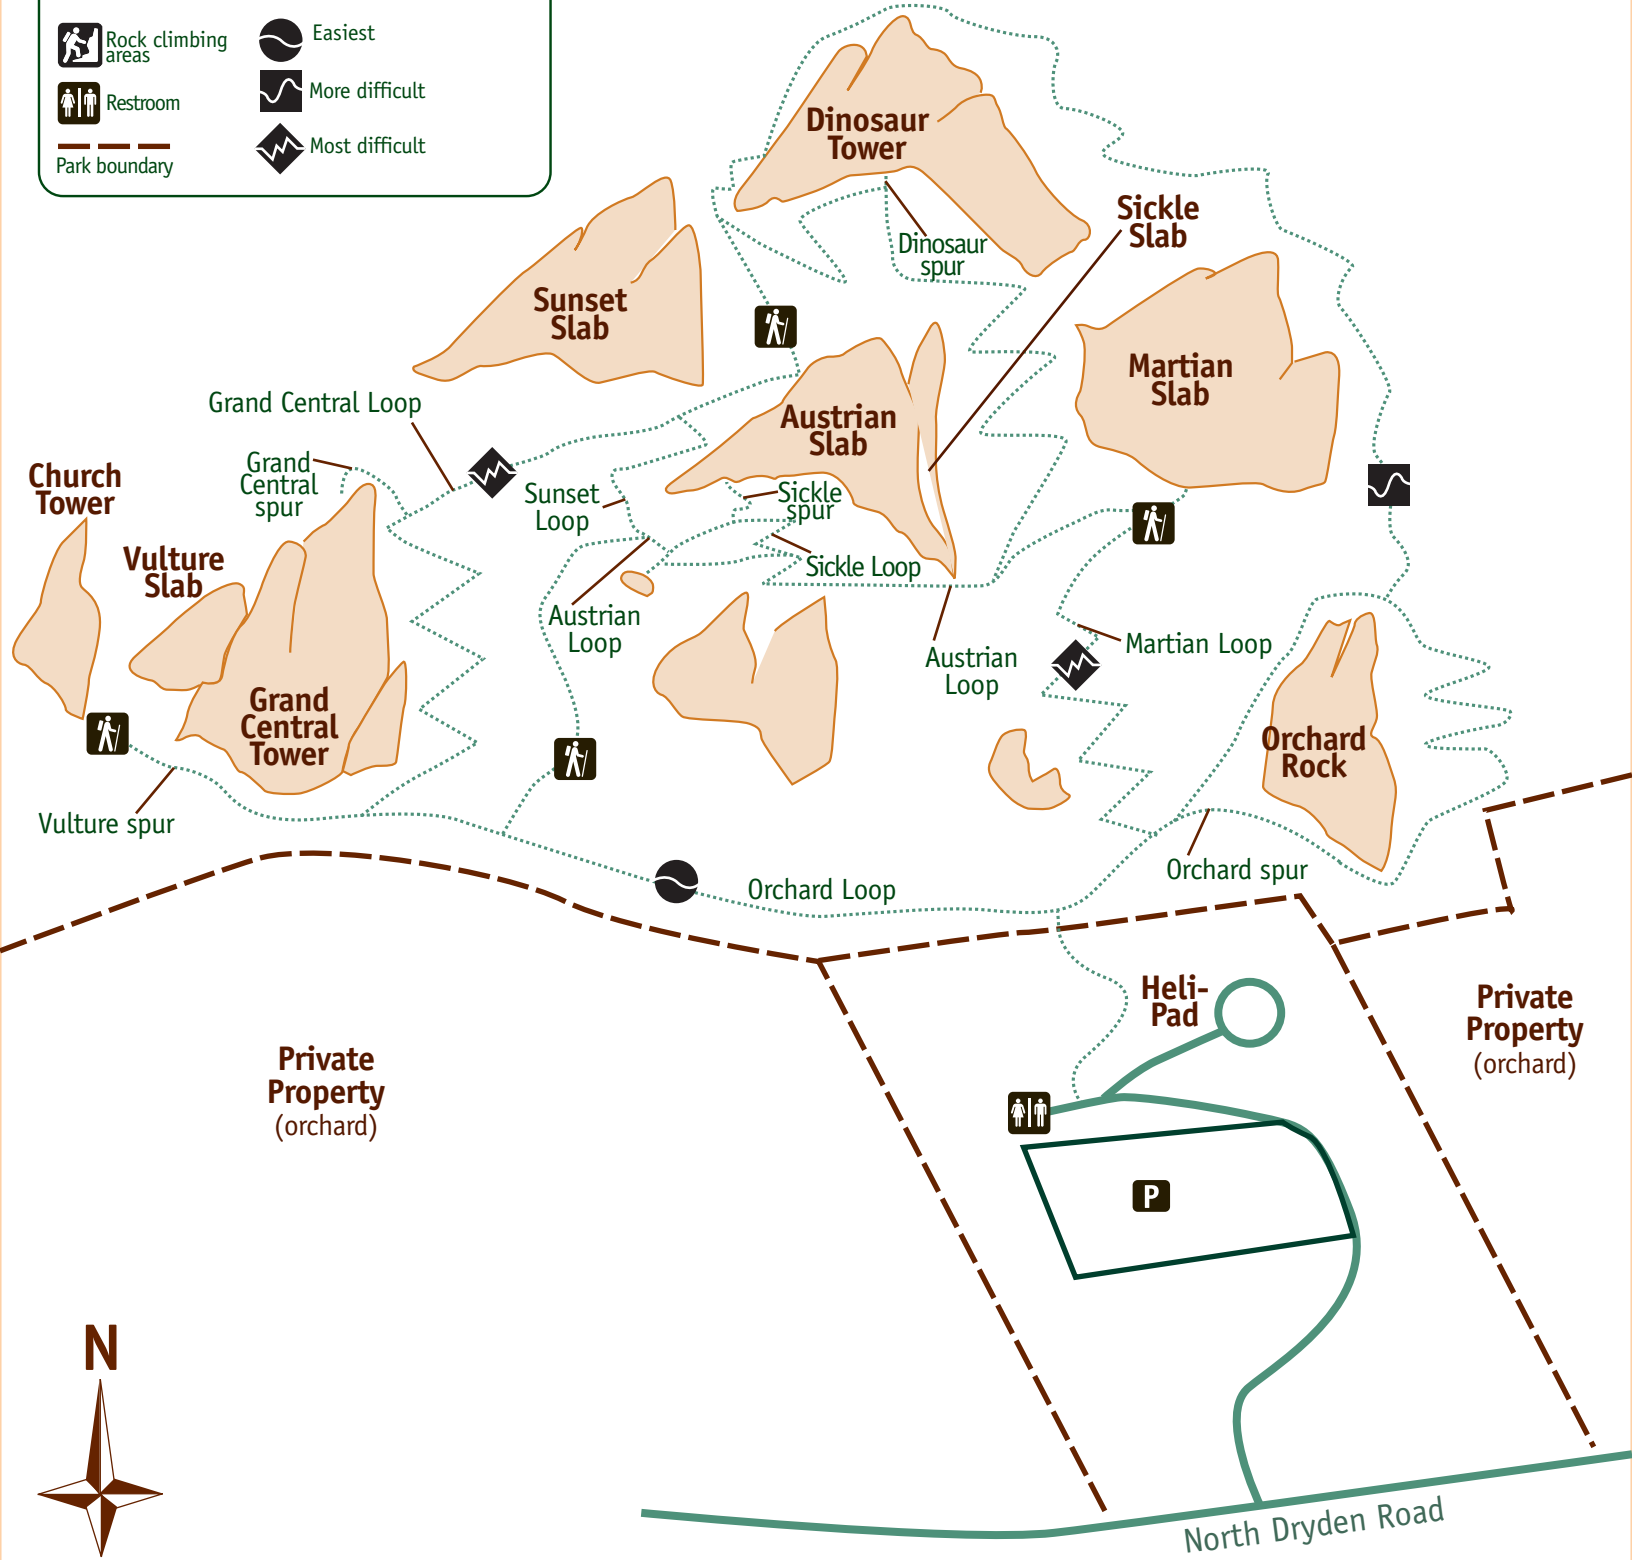 Rock climbing
areas
Easiest
Restroom
More difficult
Most difficult
Park boundary
Dinosaur
Tower
Sickle
Slab
Dinosaur
spur
Sunset
Slab
Martian
Slab
Grand Central Loop
Austrian
Slab
Church
Tower
Grand
Central
spur
Sunset
Loop
Sickle
spur
Vulture
Slab
Sickle Loop
Austrian
Loop
Austrian
Loop
Martian Loop
Grand
Central
Tower
Orchard
Rock
Vulture spur
Orchard spur
Orchard Loop
Heli-
Pad
Private
Property
(orchard)
Private
Property
(orchard)
P
N
North Dryden Road